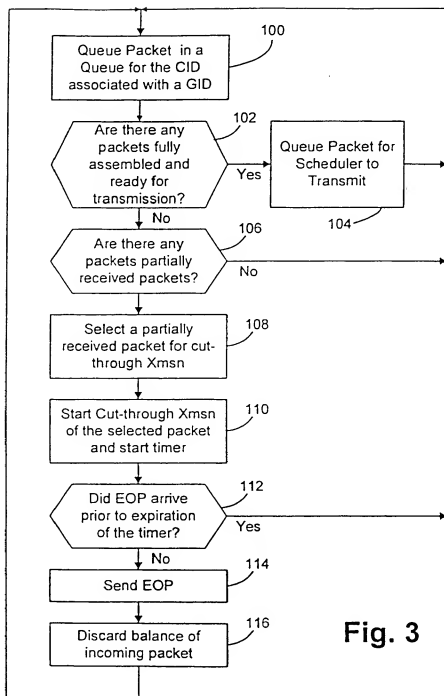 100
Queue Packet in a
Queue for the CID
associated with a GID
102
Are there any
packets fully
assembled and
ready for
transmission?
Yes
Queue Packet for
Scheduler to
Transmit
104
No
106
Are there any
packets partially
received packets?
No
108
Select a partially
received packet for cut-
through Xmsn
110
Start Cut-through Xmsn
of the selected packet
and start timer
112
Did EOP arrive
prior to expiration
of the timer?
Yes
No
114
Send EOP
116
Discard balance of
incoming packet
Fig. 3